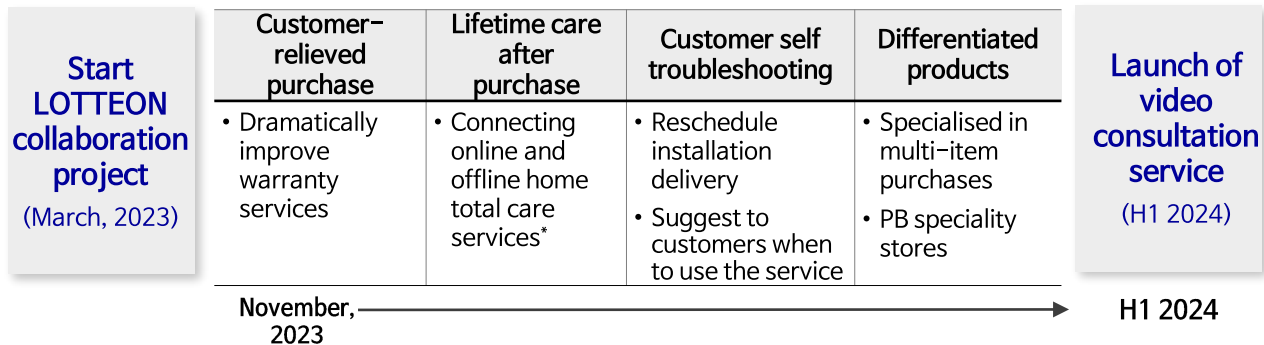 Start
LOTTEON
collaboration
project
(March, 2023)
Customer-
relieved
purchase
Lifetime care
after
purchase
Customer self
troubleshooting
Differentiated
products
• Dramatically
improve
warranty
services
• Connecting
online and
offline home
total care
services*
• Reschedule
installation
delivery
• Suggest to
customers when
to use the service
• Specialised in
multi-item
purchases
• PB speciality
stores
Launch of
video
consultation
service
(H1 2024)
November,
2023
H1 2024